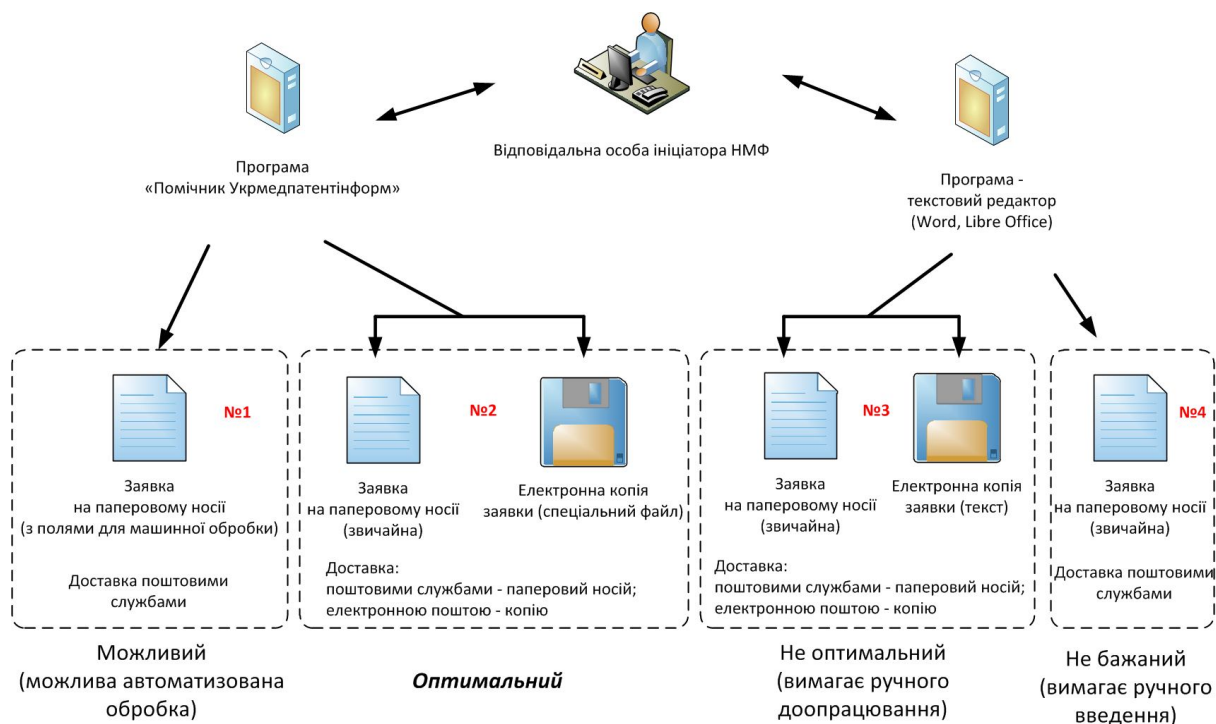 Відповідальна особа ініціатора НМФ
Програма
«Помічник Укрмедпатентінформ»
Програма -
текстовий редактор
(Word, Libre Office)
№1
Заявка
на паперовому носії
(з полями для машинної обробки)
Доставка поштовими
службами
№2
Заявка
на паперовому носії
(звичайна)
Електронна копія
заявки (спеціальний файл)
Доставка:
поштовими службами - паперовий носій;
електронною поштою - копію
№3
Заявка
на паперовому носії
(звичайна)
Електронна копія
заявки (текст)
Доставка:
поштовими службами - паперовий носій;
електронною поштою - копію
№4
Заявка
на паперовому носії
(звичайна)
Доставка поштовими
службами
Можливий
(можлива автоматизована
обробка)
Оптимальний
Не оптимальний
(вимагає ручного
доопрацювання)
Не бажаний
(вимагає ручного
введення)